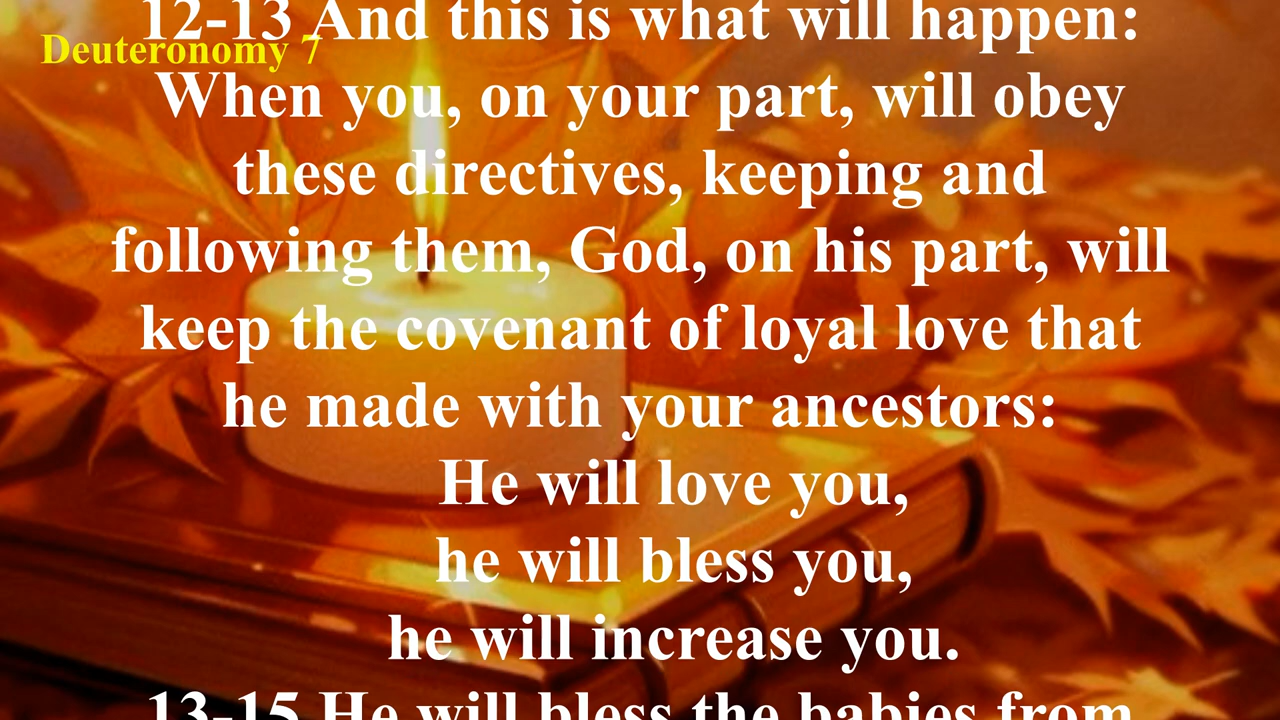 12-13 And this is what will happen:
Deuteronomy 7
When you, on your part, will obey
these directives, keeping and
following them, God, on his part, will
keep the covenant of loyal love that
he made with your ancestors:
He will love you,
he will bless you,
he will increase you.
13-15 He will bless the babies from